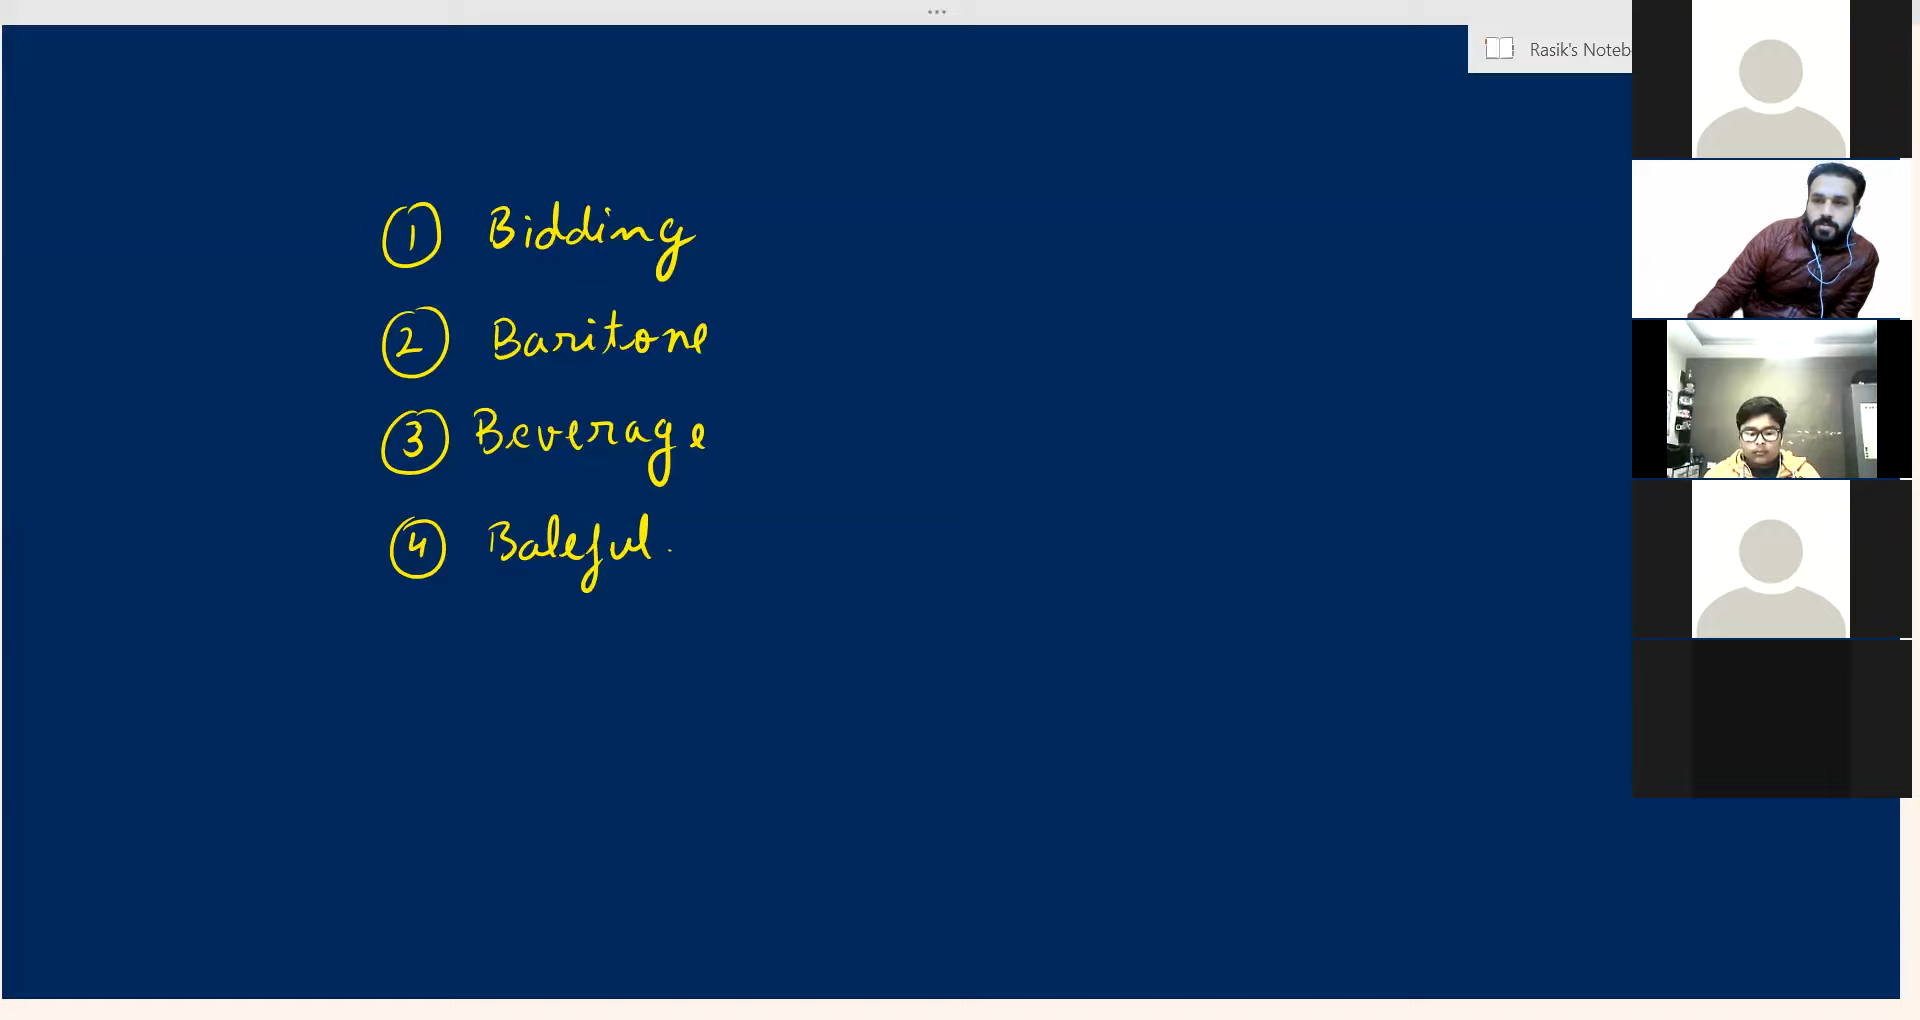 Rasik's Noteb
1 Bidding
2 Baritone
3 Beverage
4 Baleful.